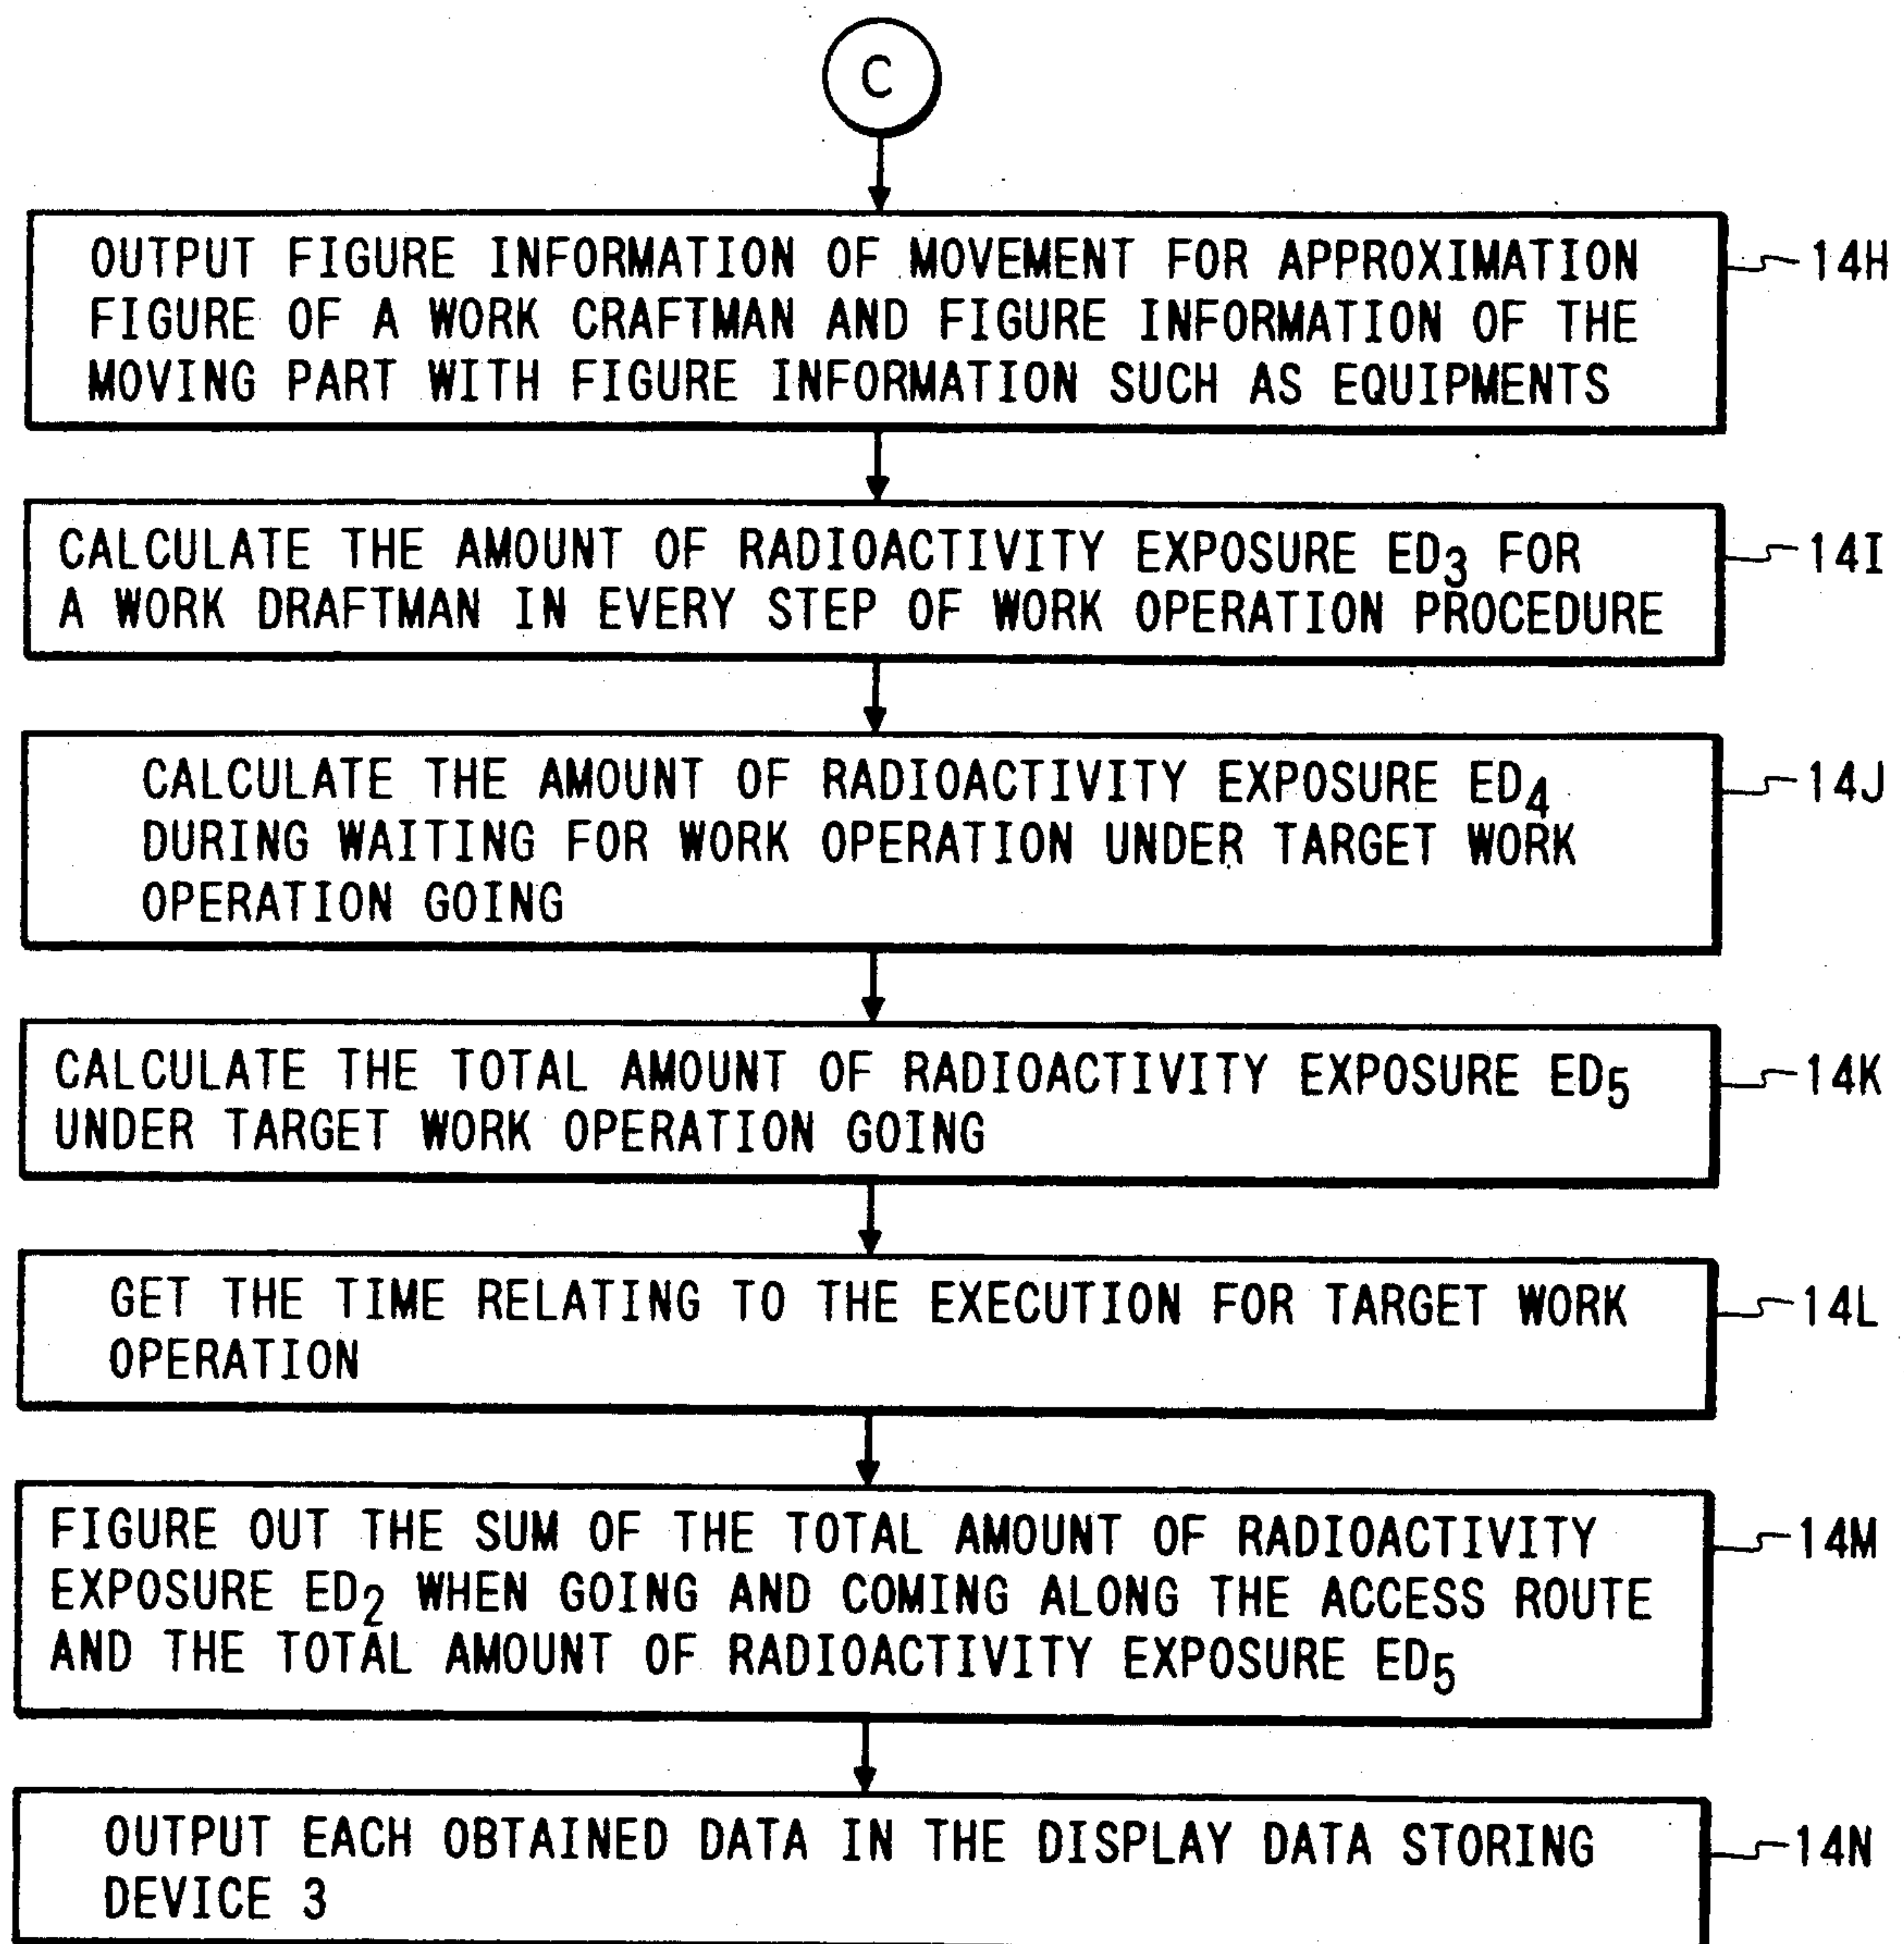 C
OUTPUT FIGURE INFORMATION OF MOVEMENT FOR APPROXIMATION
FIGURE OF A WORK CRAFTMAN AND FIGURE INFORMATION OF THE
MOVING PART WITH FIGURE INFORMATION SUCH AS EQUIPMENTS
14H
CALCULATE THE AMOUNT OF RADIOACTIVITY EXPOSURE ED3 FOR
A WORK DRAFTMAN IN EVERY STEP OF WORK OPERATION PROCEDURE
14I
CALCULATE THE AMOUNT OF RADIOACTIVITY EXPOSURE ED4
DURING WAITING FOR WORK OPERATION UNDER TARGET WORK
OPERATION GOING
14J
CALCULATE THE TOTAL AMOUNT OF RADIOACTIVITY EXPOSURE ED5
UNDER TARGET WORK OPERATION GOING
14K
GET THE TIME RELATING TO THE EXECUTION FOR TARGET WORK
OPERATION
14L
FIGURE OUT THE SUM OF THE TOTAL AMOUNT OF RADIOACTIVITY
EXPOSURE ED2 WHEN GOING AND COMING ALONG THE ACCESS ROUTE
AND THE TOTAL AMOUNT OF RADIOACTIVITY EXPOSURE ED5
14M
OUTPUT EACH OBTAINED DATA IN THE DISPLAY DATA STORING
DEVICE 3
14N